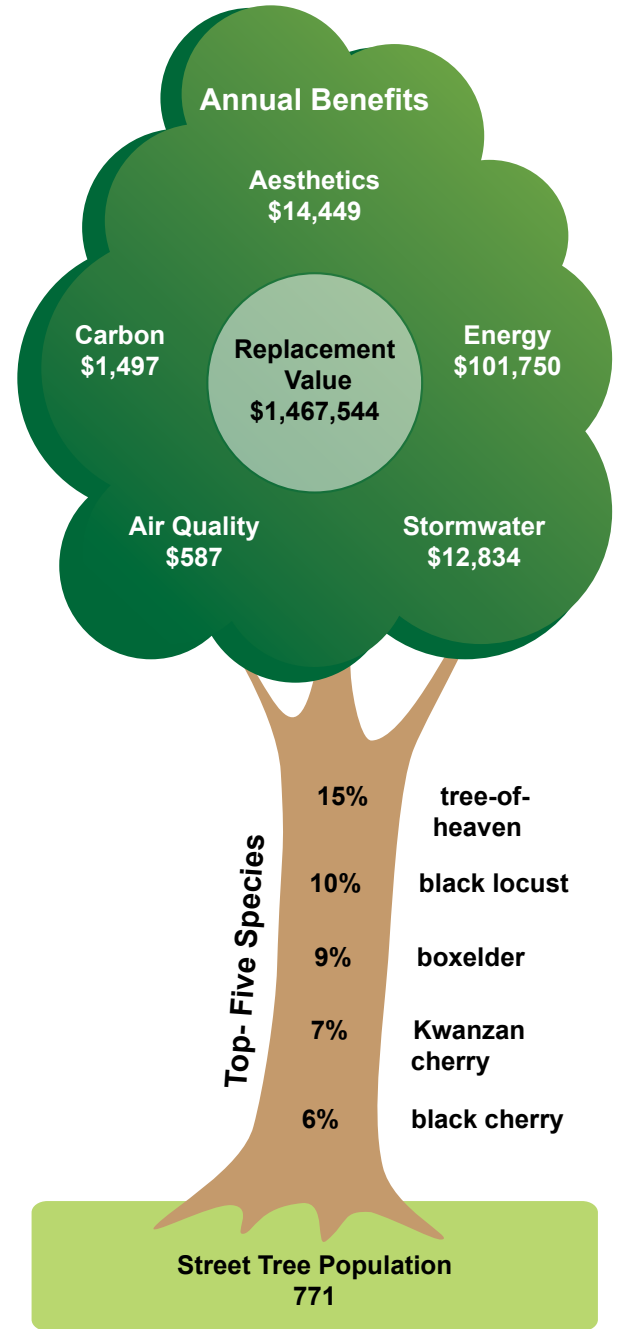 Annual Benefits
Aesthetics
$14,449
Carbon
$1,497
Replacement
Value
$1,467,544
Energy
$101,750
Air Quality
$587
Stormwater
$12,834
Top- Five Species
15% tree-of-
heaven
10% black locust
9% boxelder
7% Kwanzan
cherry
6% black cherry
Street Tree Population
771